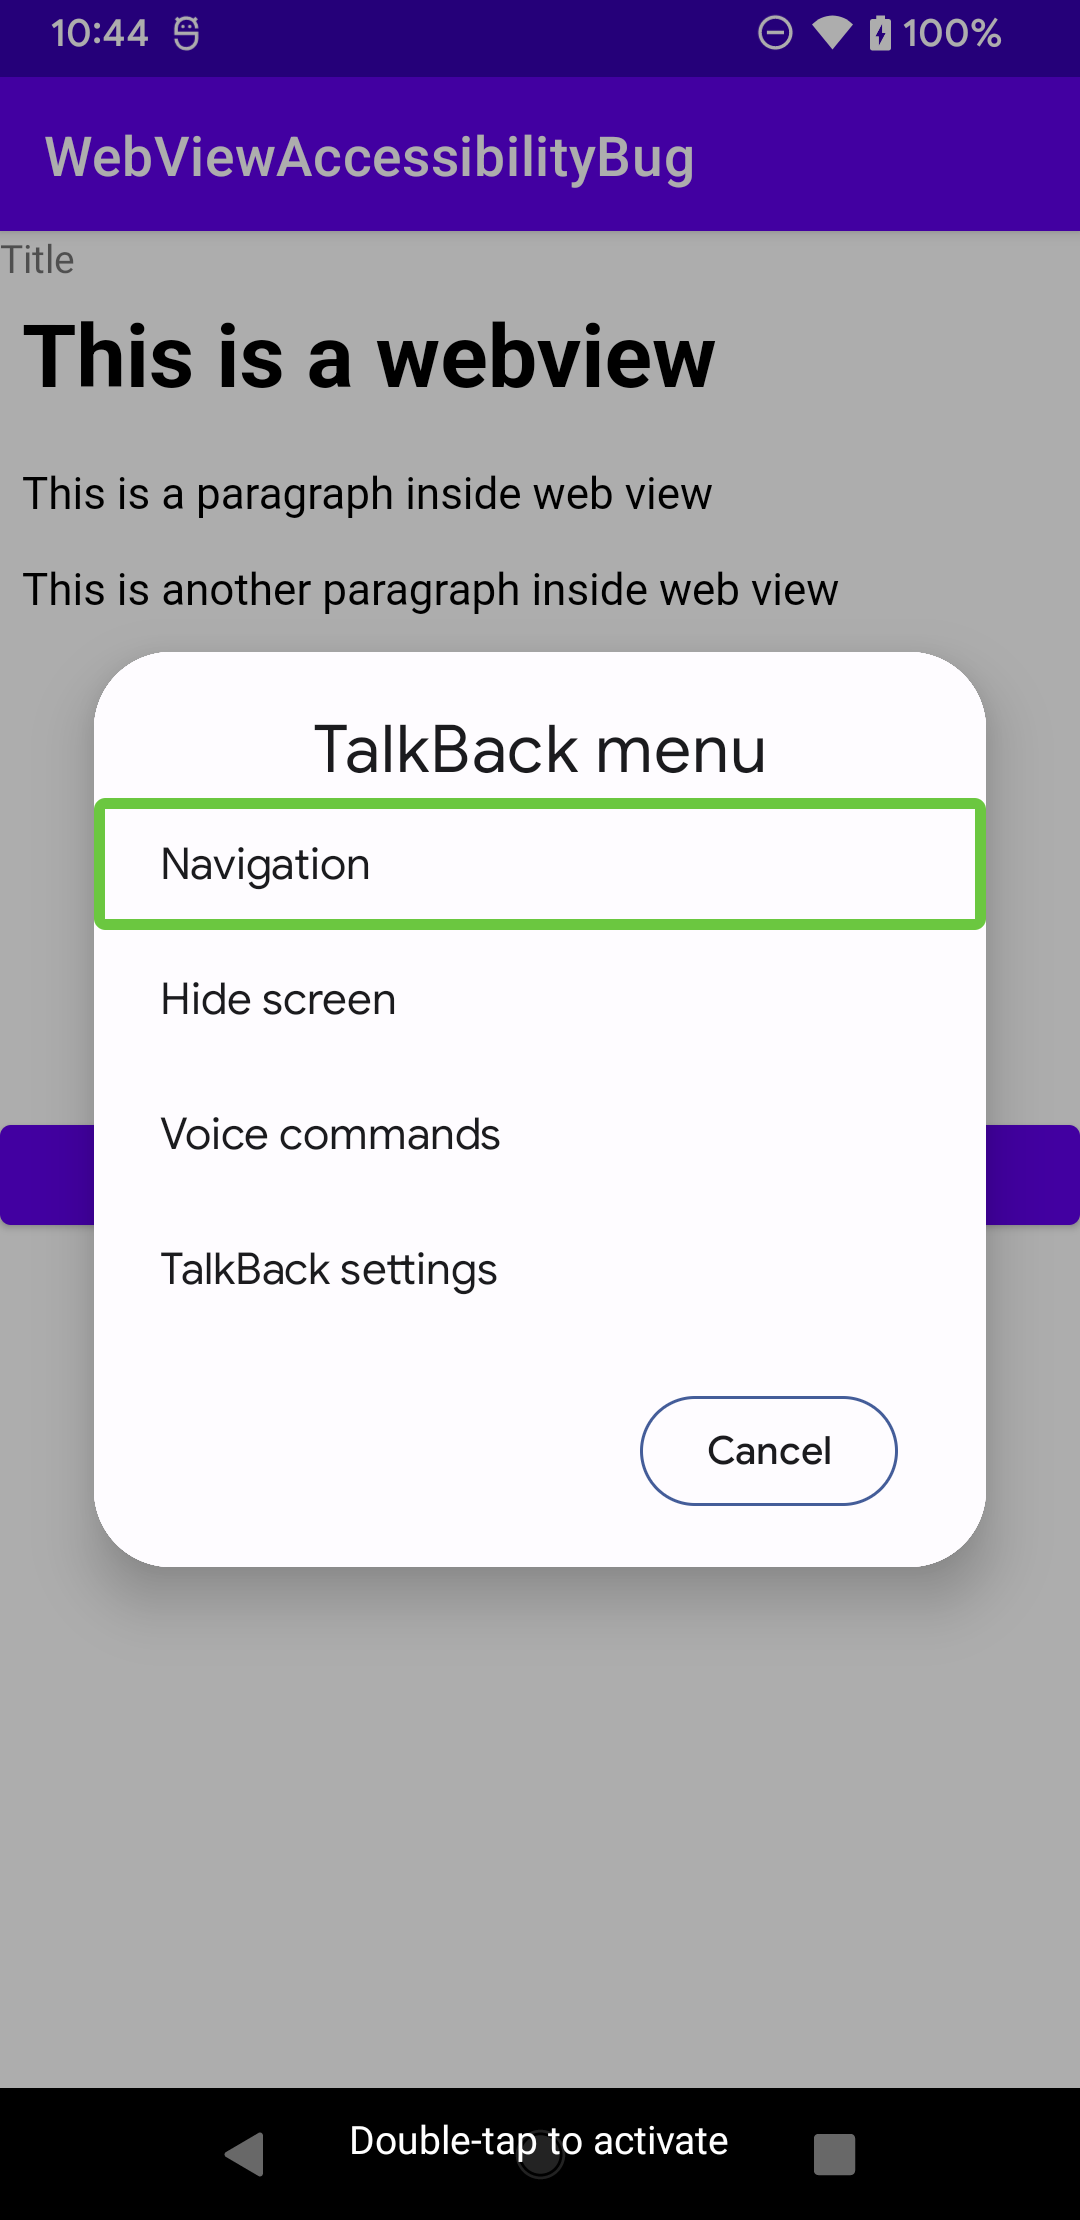 10:44 100%
WebViewAccessibilityBug
Title
This is a webview
This is a paragraph inside web view
This is another paragraph inside web view
TalkBack menu
Navigation
Hide screen
Voice commands
TalkBack settings
Cancel
Double-tap to activate